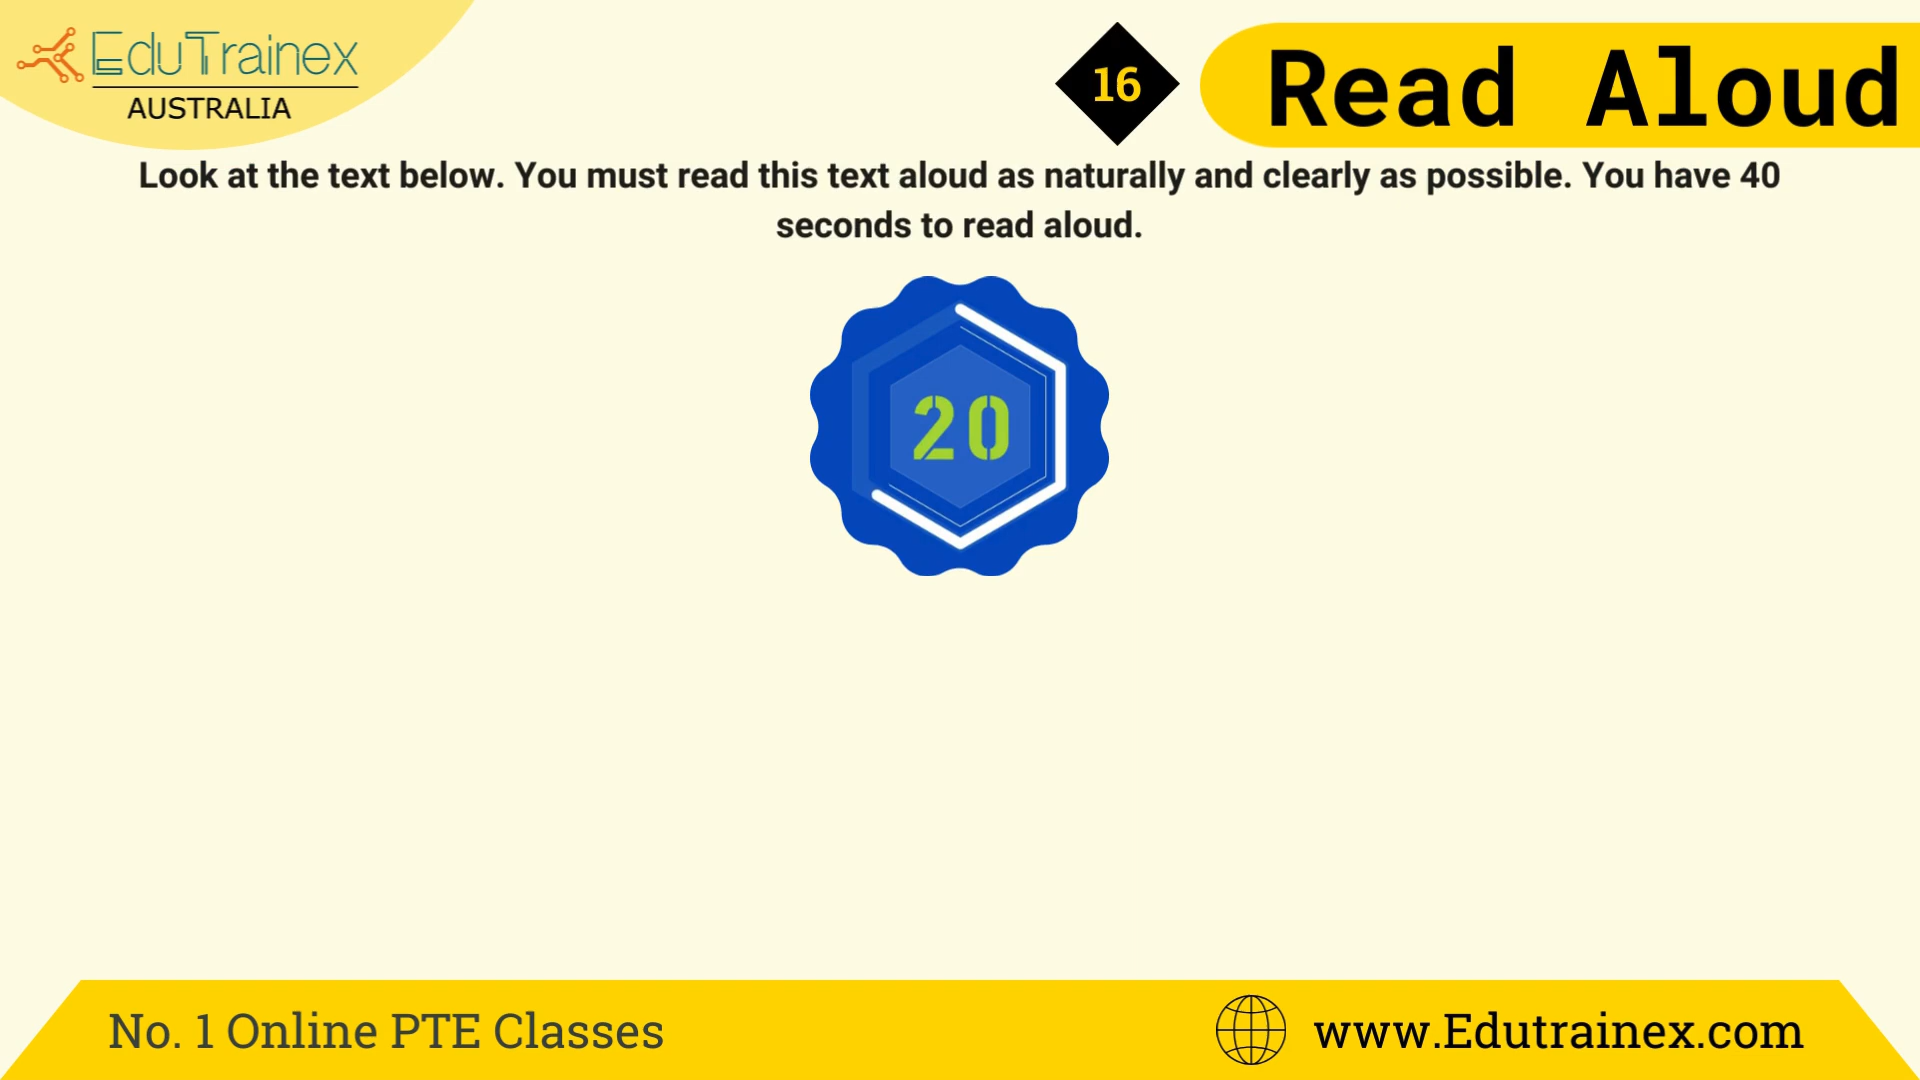 EduTrainex
AUSTRALIA
16
Read Aloud
Look at the text below. You must read this text aloud as naturally and clearly as possible. You have 40
seconds to read aloud.
20
No. 1 Online PTE Classes
www.Edutrainex.com